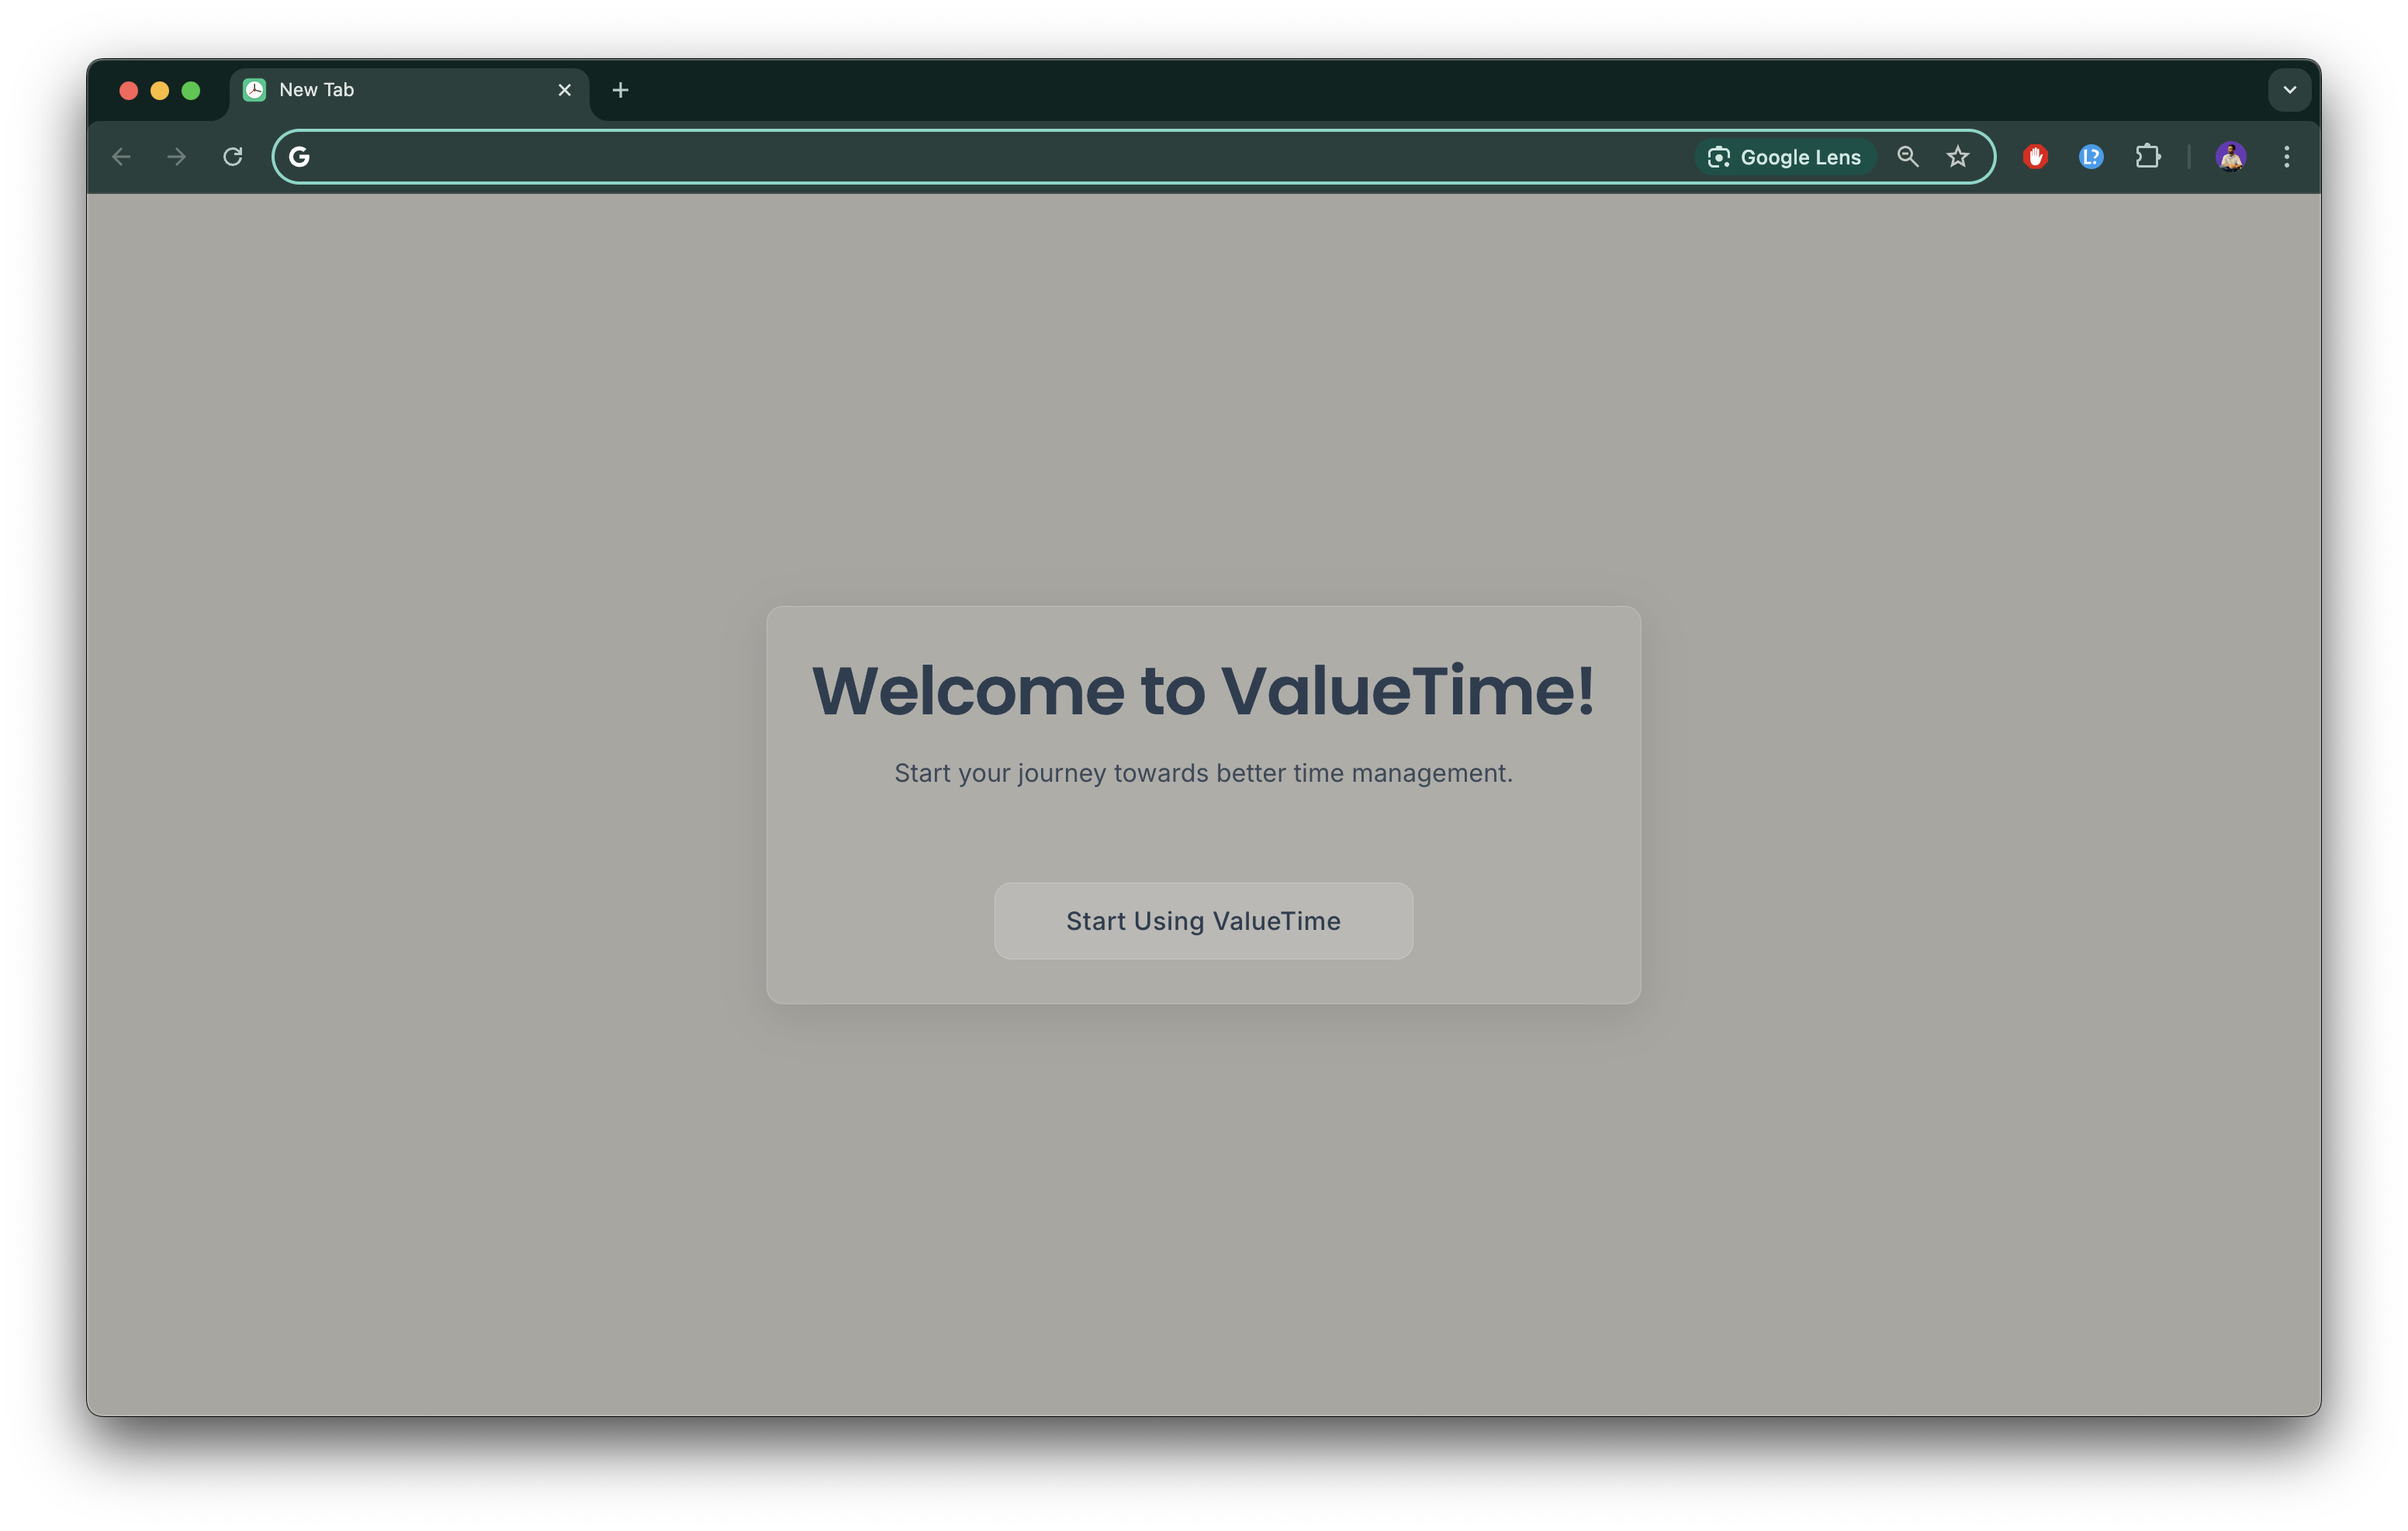 New Tab
G
Google Lens
L?
Welcome to ValueTime!
Start your journey towards better time management.
Start Using ValueTime